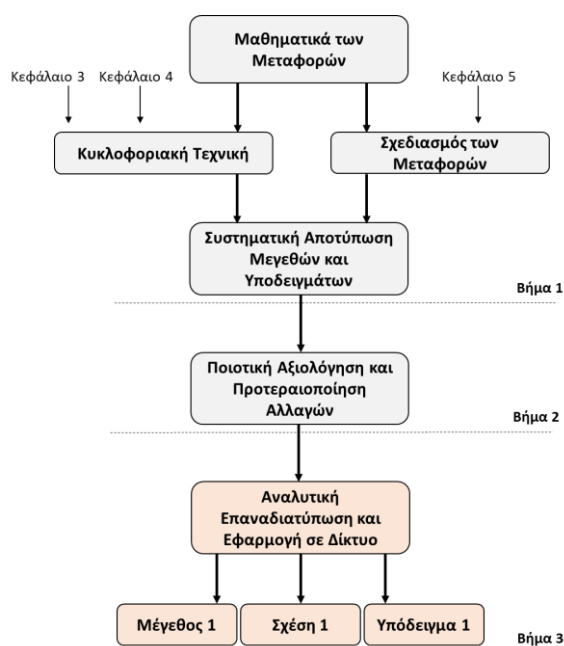 Μαθηματικά των
Μεταφορών
Κεφάλαιο 3
Κεφάλαιο 4
Κεφάλαιο 5
Κυκλοφοριακή Τεχνική
Σχεδιασμός των
Μεταφορών
Συστηματική Αποτύπωση
Μεγεθών και
Υποδειγμάτων
Βήμα 1
Ποιοτική Αξιολόγηση και
Προτεραιοποίηση
Αλλαγών
Βήμα 2
Αναλυτική
Επαναδιατύπωση και
Εφαρμογή σε Δίκτυο
Μέγεθος 1
Σχέση 1
Υπόδειγμα 1
Βήμα 3